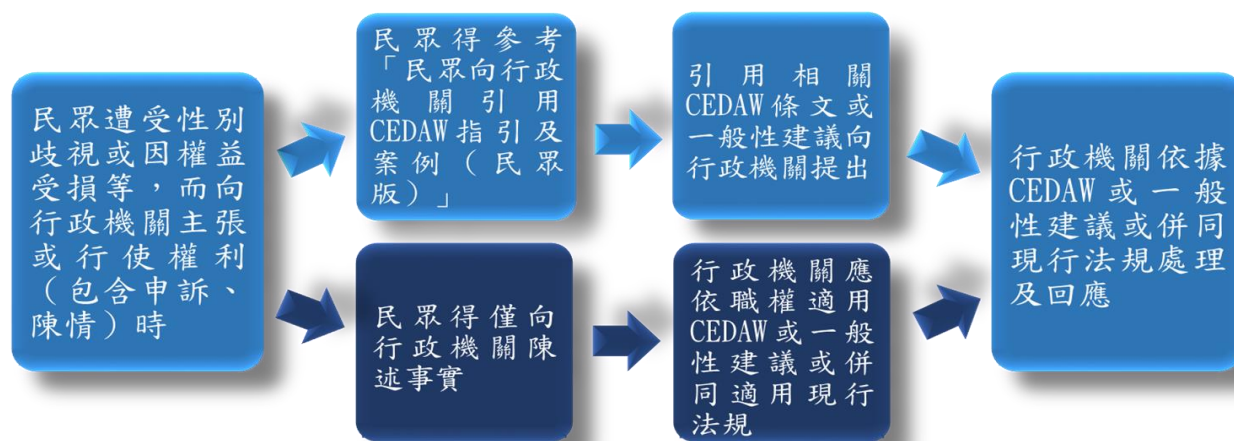 民眾遭受性別
歧視或因權益
受損等，而向
行政機關主張
或行使權利
（包含申訴、
陳情）時
民眾得參考
「民眾向行政
機關引用
CEDAW指引及
案例（民眾
版）」
引用相關
CEDAW條文或
一般性建議向
行政機關提出
民眾得僅向
行政機關陳
述事實
行政機關應
依職權適用
CEDAW或一般
性建議或併
同適用現行
法規
行政機關依據
CEDAW或一般
性建議或併同
現行法規處理
及回應